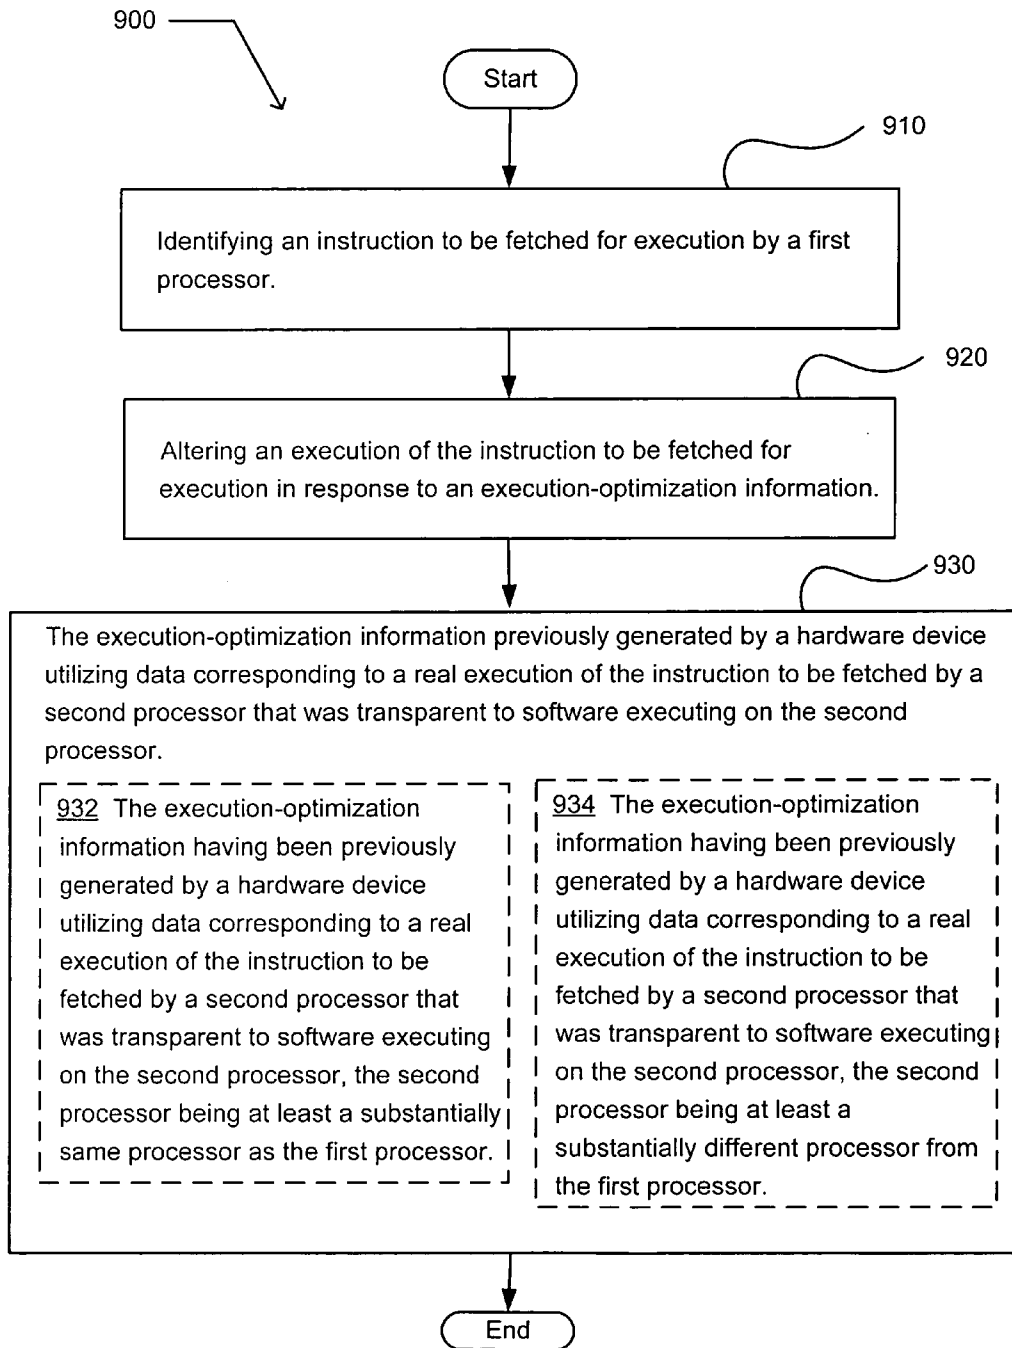 900
Start
910
Identifying an instruction to be fetched for execution by a first
processor.
920
Altering an execution of the instruction to be fetched for
execution in response to an execution-optimization information.
930
The execution-optimization information previously generated by a hardware device
utilizing data corresponding to a real execution of the instruction to be fetched by a
second processor that was transparent to software executing on the second
processor.
932 The execution-optimization
information having been previously
generated by a hardware device
utilizing data corresponding to a real
execution of the instruction to be
fetched by a second processor that
was transparent to software executing
on the second processor, the second
processor being at least a substantially
same processor as the first processor.
934 The execution-optimization
information having been previously
generated by a hardware device
utilizing data corresponding to a real
execution of the instruction to be
fetched by a second processor that
was transparent to software executing
on the second processor, the second
processor being at least a
substantially different processor from
the first processor.
End